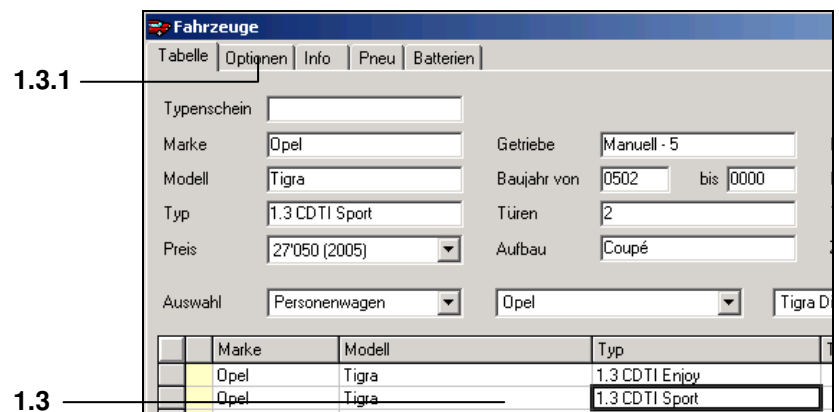 Fahrzeuge
Tabelle Optionen Info Pneu Batterien
1.3.1
Typenschein
Marke Opel Getriebe Manuell - 5
Modell Tigra Baujahr von 0502 bis 0000
Typ 1.3 CDTI Sport Türen 2
Preis 27'050 (2005) Aufbau Coupé
Auswahl Personenwagen Opel Tigra D
Marke Modell Typ
Opel Tigra 1.3 CDTI Enjoy
1.3 Opel Tigra 1.3 CDTI Sport